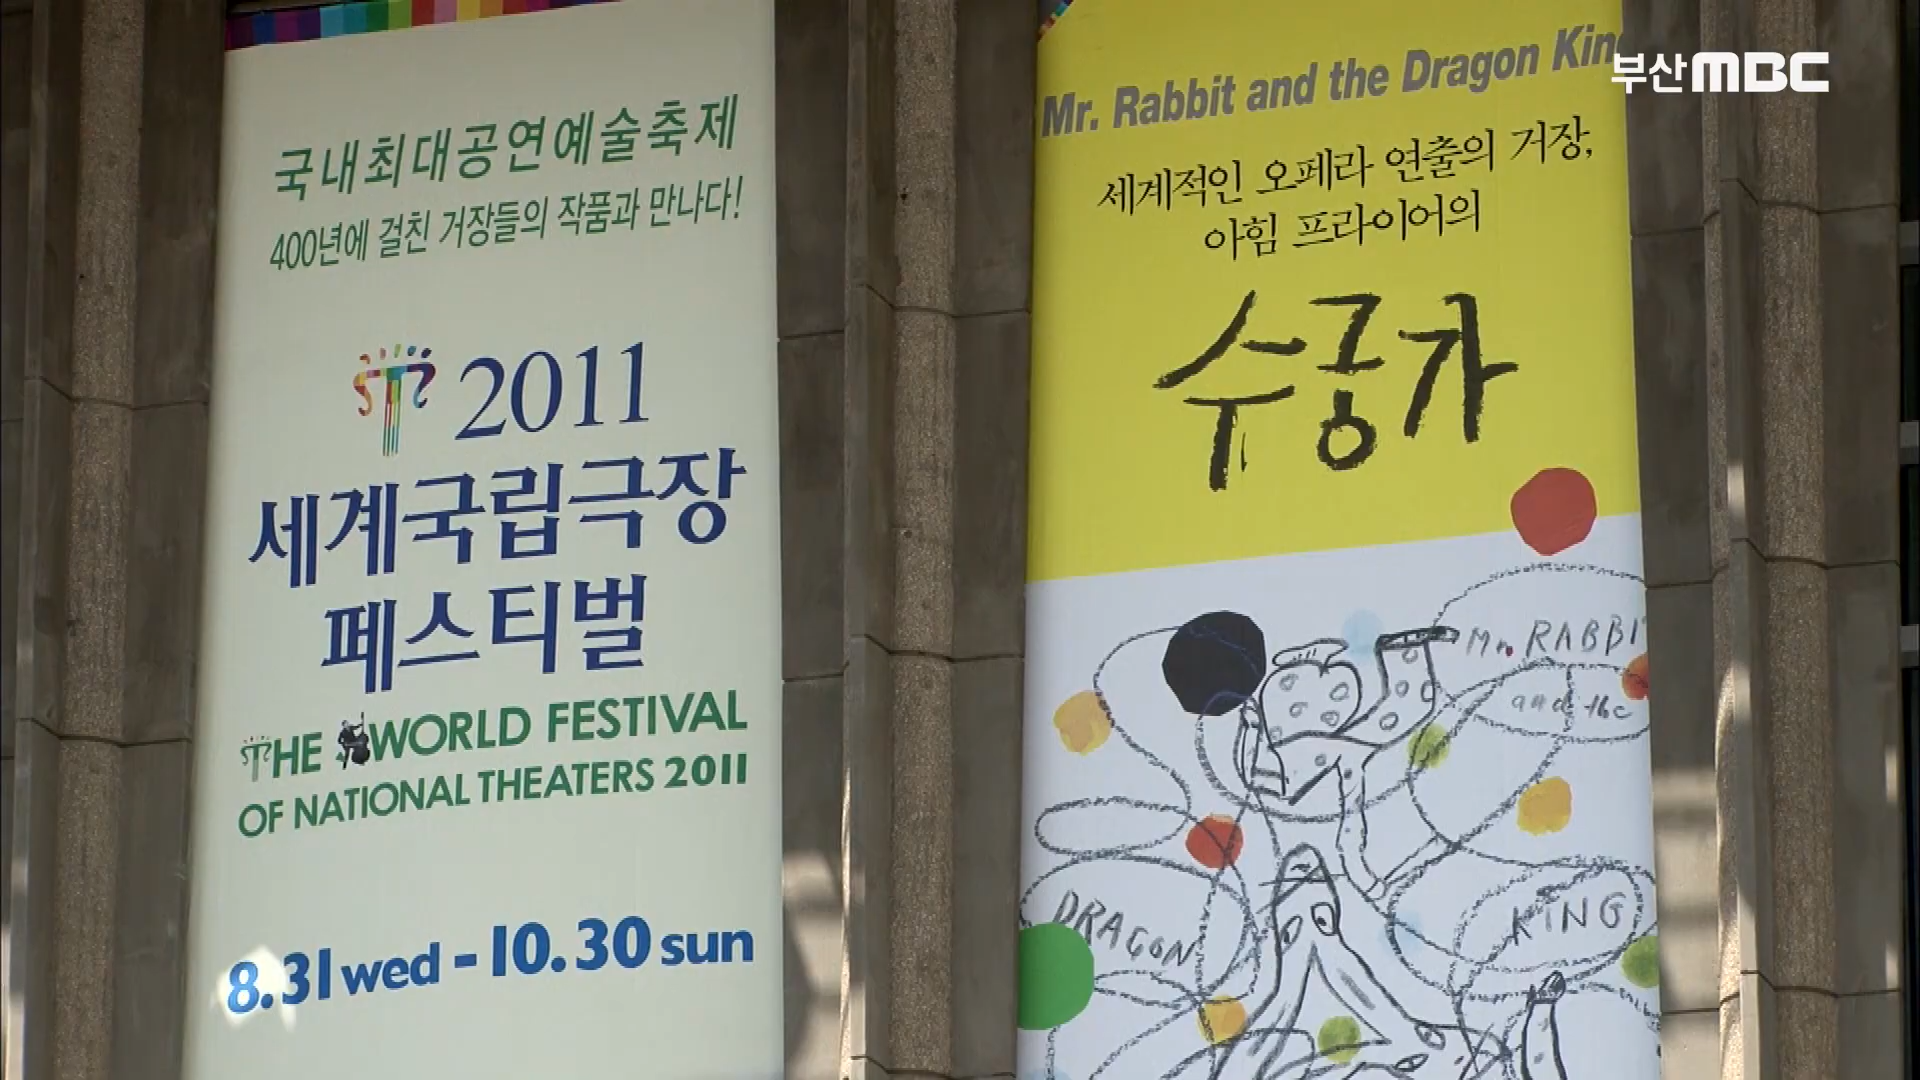 국내최대공연예술축제
400년에 걸친 거장들의 작품과 만나다!
2011
세계국립극장
페스티벌
THE WORLD FESTIVAL
OF NATIONAL THEATERS 2011
8.31 wed - 10.30 sun
Mr. Rabbit and the Dragon Kin
부산MBC
세계적인 오페라 연출의 거장,
아힘 프라이어의
수궁가
Mr. RABBI
and the
DRAGON
KING